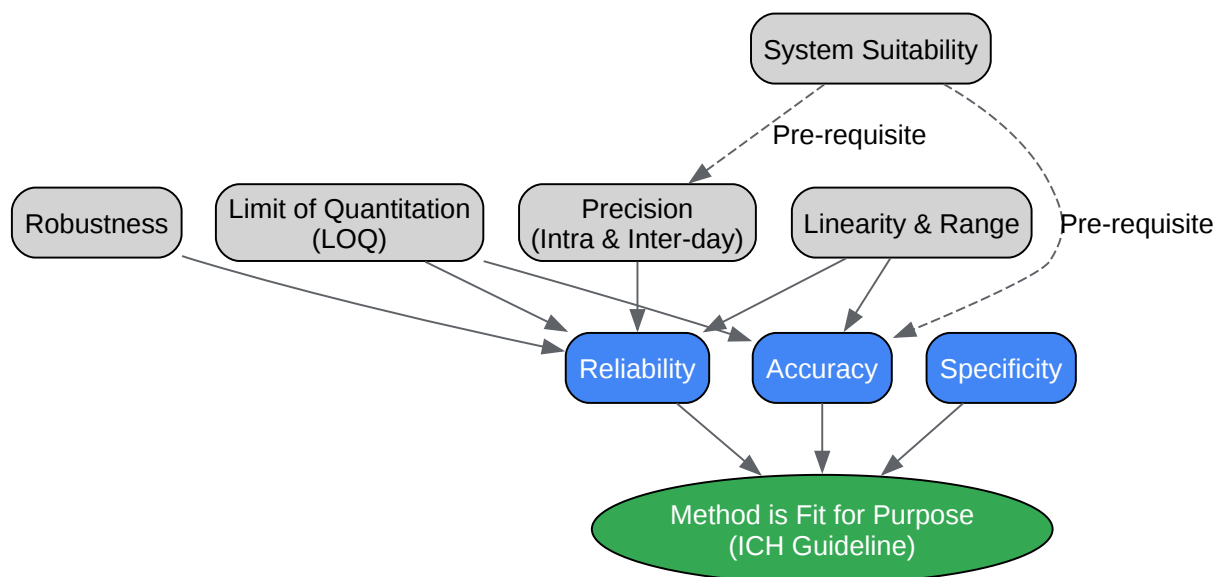 System Suitability
Pre-requisite
Robustness
Limit of Quantitation
(LOQ)
Precision
(Intra & Inter-day)
Linearity & Range
Pre-requisite
Reliability
Accuracy
Specificity
Method is Fit for Purpose
(ICH Guideline)